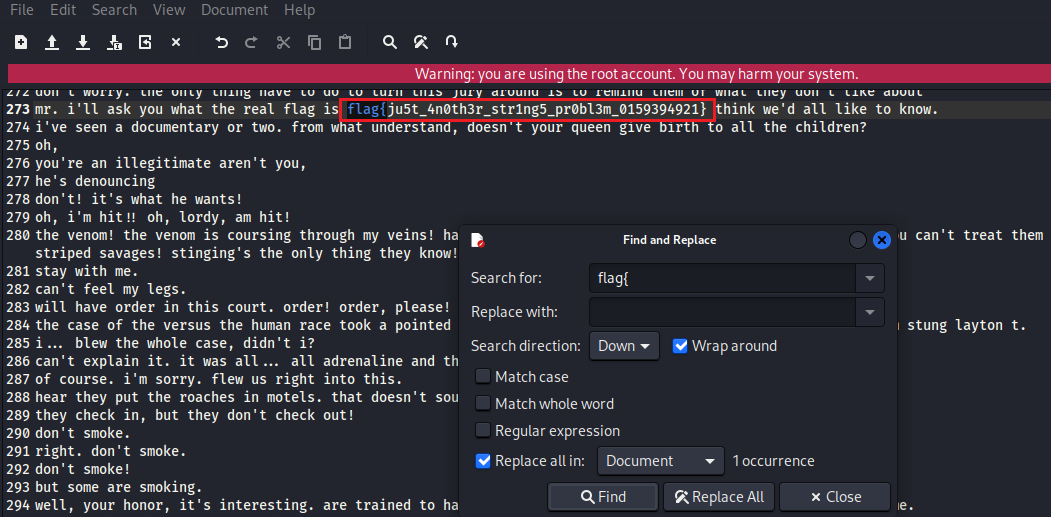 File Edit Search View Document Help
Warning: you are using the root account. You may harm your system.
272 don't worry. the only thing have to do to turn this jury around is to remind them of what they don't like about
273 mr. i'll ask you what the real flag is flag{ju5t_4n0th3r_str1ng5_pr0bl3m_0159394921} think we'd all like to know.
274 i've seen a documentary or two. from what understand, doesn't your queen give birth to all the children?
275 oh,
276 you're an illegitimate aren't you,
277 he's denouncing
278 don't! it's what he wants!
279 oh, i'm hit!! oh, lordy, am hit!
280 the venom! the venom is coursing through my veins! ha u can't treat them
striped savages! stinging's the only thing they know!
281 stay with me.
282 can't feel my legs.
283 will have order in this court. order! order, please!
284 the case of the versus the human race took a pointed n stung layton t.
285 i... blew the whole case, didn't i?
286 can't explain it. it was all... all adrenaline and th
287 of course. i'm sorry. flew us right into this.
288 hear they put the roaches in motels. that doesn't sou
289 they check in, but they don't check out!
290 don't smoke.
291 right. don't smoke.
292 don't smoke!
293 but some are smoking.
294 well, your honor, it's interesting. are trained to ha me.
Find and Replace
Search for: flag{
Replace with:
Search direction: Down Wrap around
Match case
Match whole word
Regular expression
Replace all in: Document 1 occurrence
Find Replace All Close